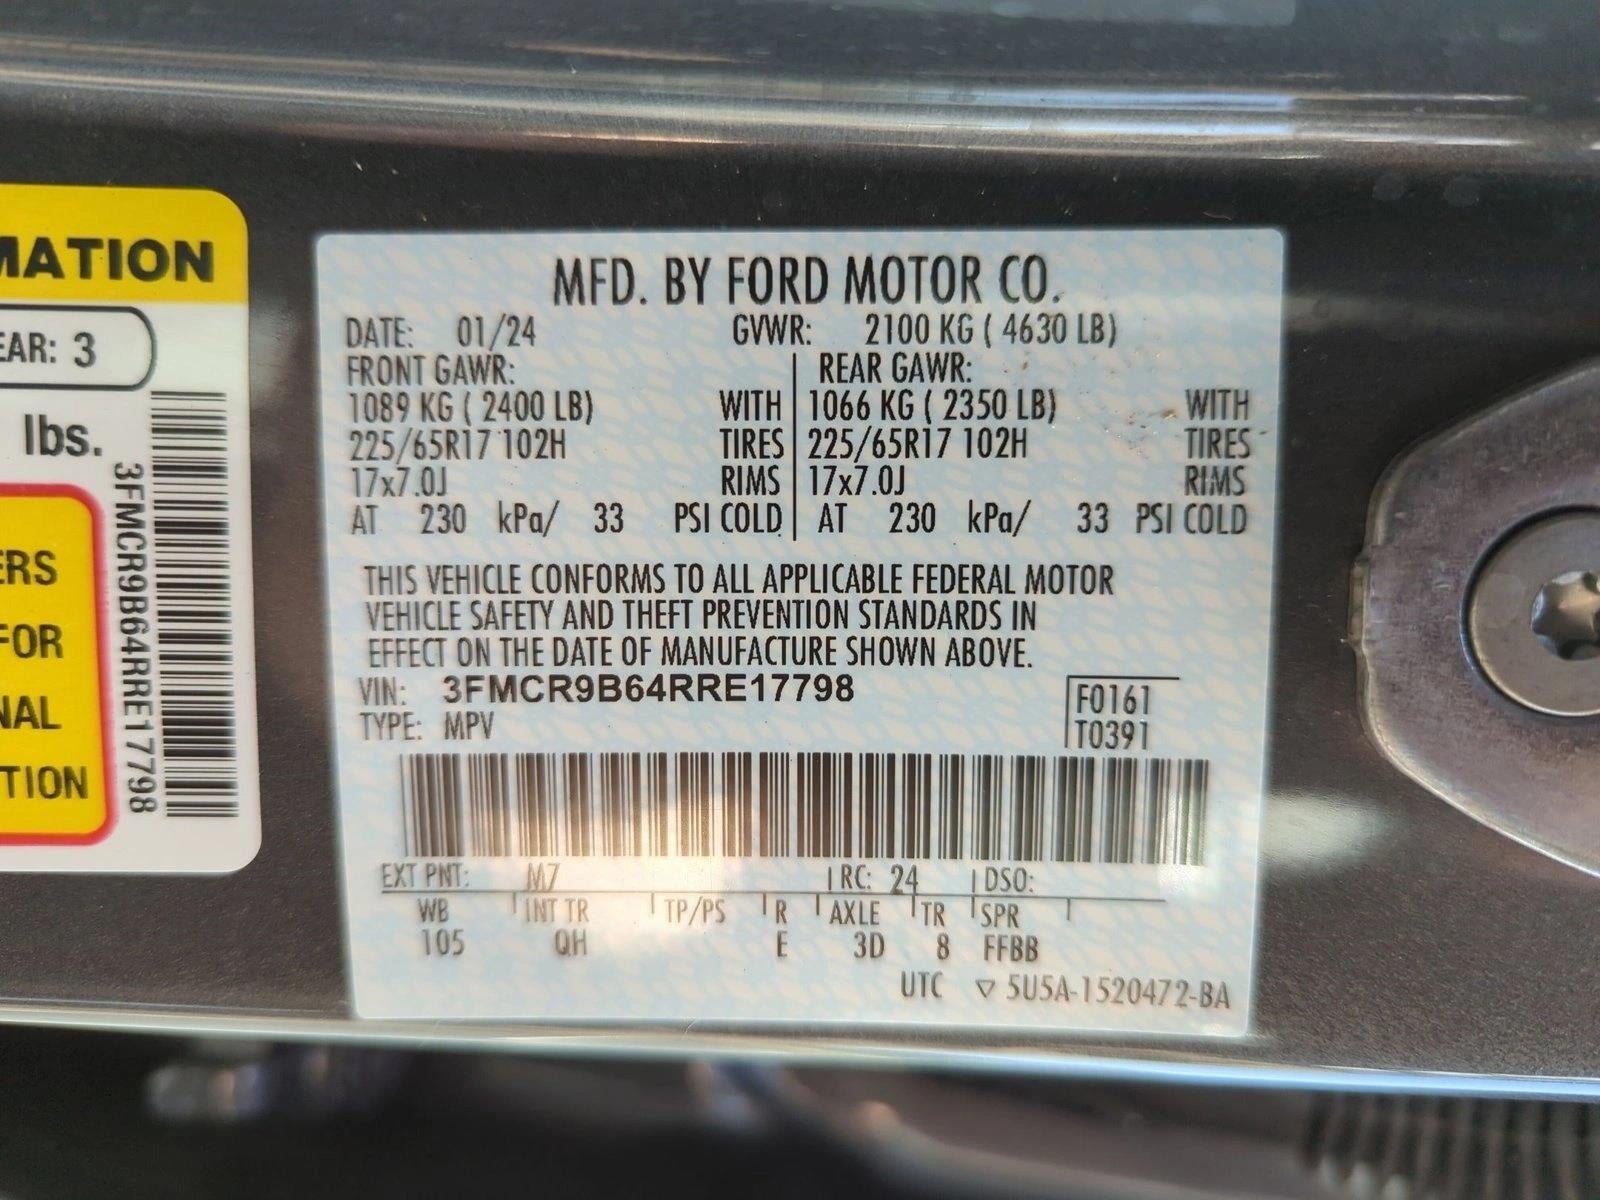 MATION
EAR: 3
lbs.
ERS
FOR
NAL
TION
3FMCR9B64RRE17798
MFD. BY FORD MOTOR CO.
DATE: 01/24 GVWR: 2100 KG ( 4630 LB)
FRONT GAWR: REAR GAWR:
1089 KG ( 2400 LB) WITH 1066 KG ( 2350 LB) WITH
225/65R17 102H TIRES 225/65R17 102H TIRES
17x7.0J RIMS 17x7.0J RIMS
AT 230 kPa/ 33 PSI COLD AT 230 kPa/ 33 PSI COLD
THIS VEHICLE CONFORMS TO ALL APPLICABLE FEDERAL MOTOR
VEHICLE SAFETY AND THEFT PREVENTION STANDARDS IN
EFFECT ON THE DATE OF MANUFACTURE SHOWN ABOVE.
VIN: 3FMCR9B64RRE17798 F0161
TYPE: MPV T0391
EXT PNT: M7 RC: 24 DSO:
WB INT TR TP/PS R AXLE TR SPR
105 QH E 3D 8 FFBB
UTC ▽ 5U5A-1520472-BA